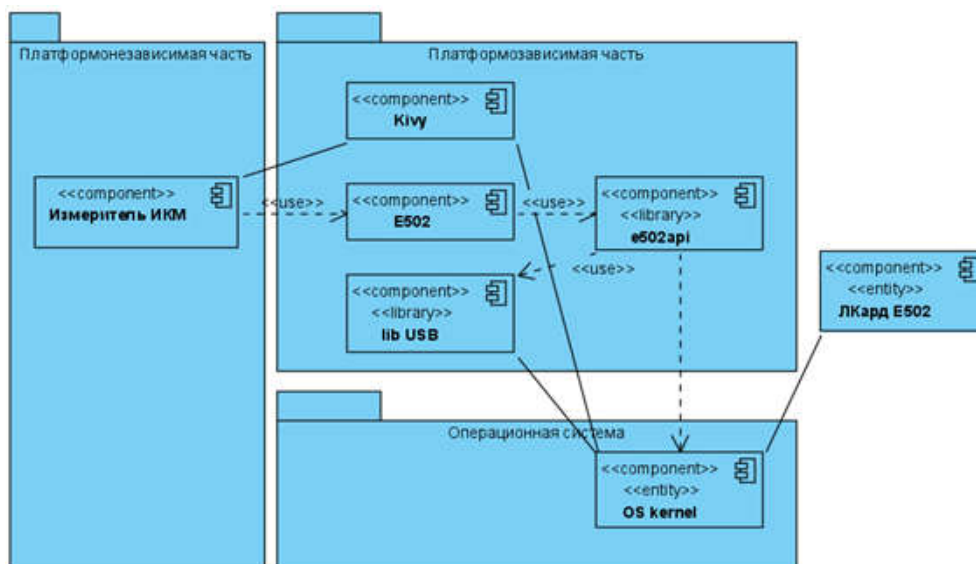 Платформонезависимая часть
Платформозависимая часть
<<component>>
Kivy
<<component>>
Измеритель ИКМ
<<use>>
<<component>>
E502
<<use>>
<<component>>
<<library>>
e502api
<<use>>
<<component>>
<<library>>
lib USB
<<component>>
<<entity>>
ЛКард E502
Операционная система
<<component>>
<<entity>>
OS kernel